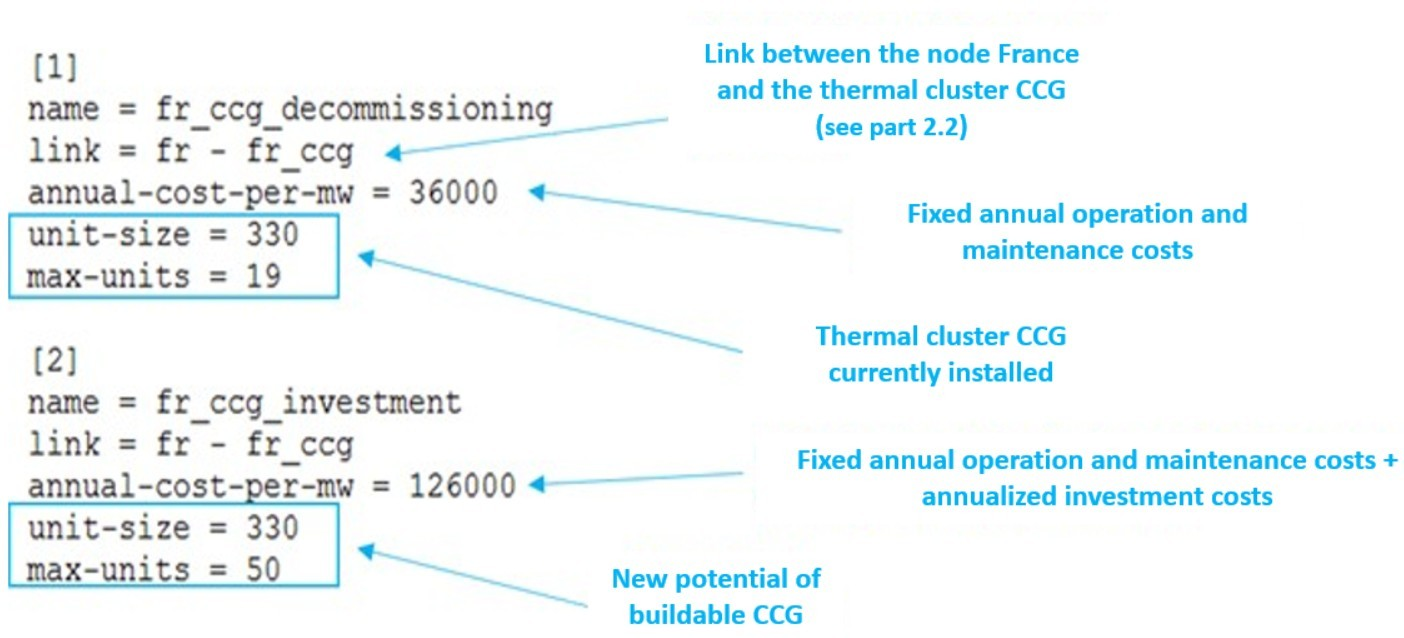 [1]
name = fr_ccg_decommissioning
link = fr - fr_ccg
annual-cost-per-mw = 36000
unit-size = 330
max-units = 19
[2]
name = fr_ccg_investment
link = fr - fr_ccg
annual-cost-per-mw = 126000
unit-size = 330
max-units = 50
Link between the node France
and the thermal cluster CCG
(see part 2.2)
Fixed annual operation and
maintenance costs
Thermal cluster CCG
currently installed
Fixed annual operation and maintenance costs +
annualized investment costs
New potential of
buildable CCG